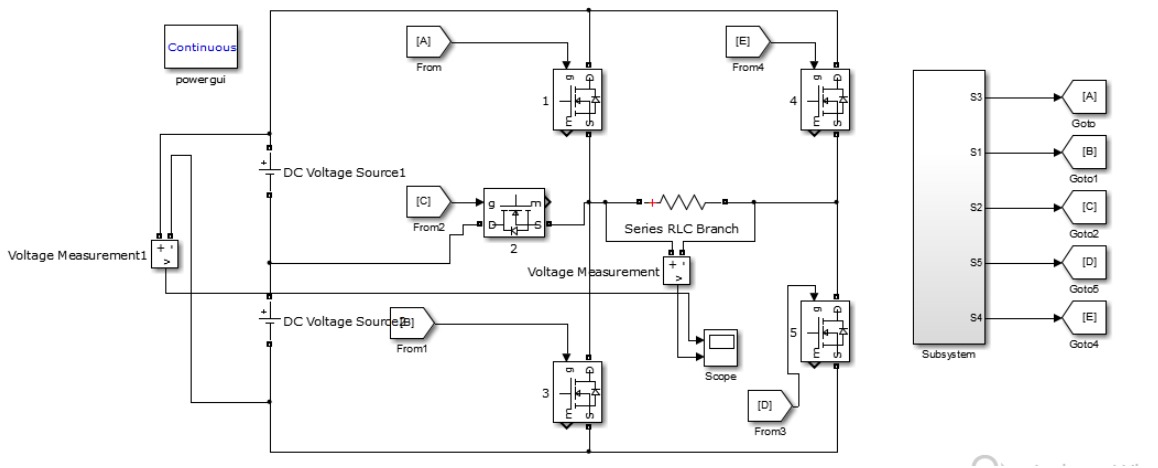 Continuous
powergui
[A]
From
g
D
m
S
1
[E]
From4
g
D
m
S
4
+
DC Voltage Source1
[C]
From2
g
m
D
S
2
+
Series RLC Branch
+
-
v
Voltage Measurement1
+
-
v
Voltage Measurement
+
DC Voltage Source2
[B]
From1
g
D
m
S
3
Scope
g
D
m
S
5
[D]
From3
S3
S1
S2
S5
S4
Subsystem
[A]
Goto
[B]
Goto1
[C]
Goto2
[D]
Goto5
[E]
Goto4